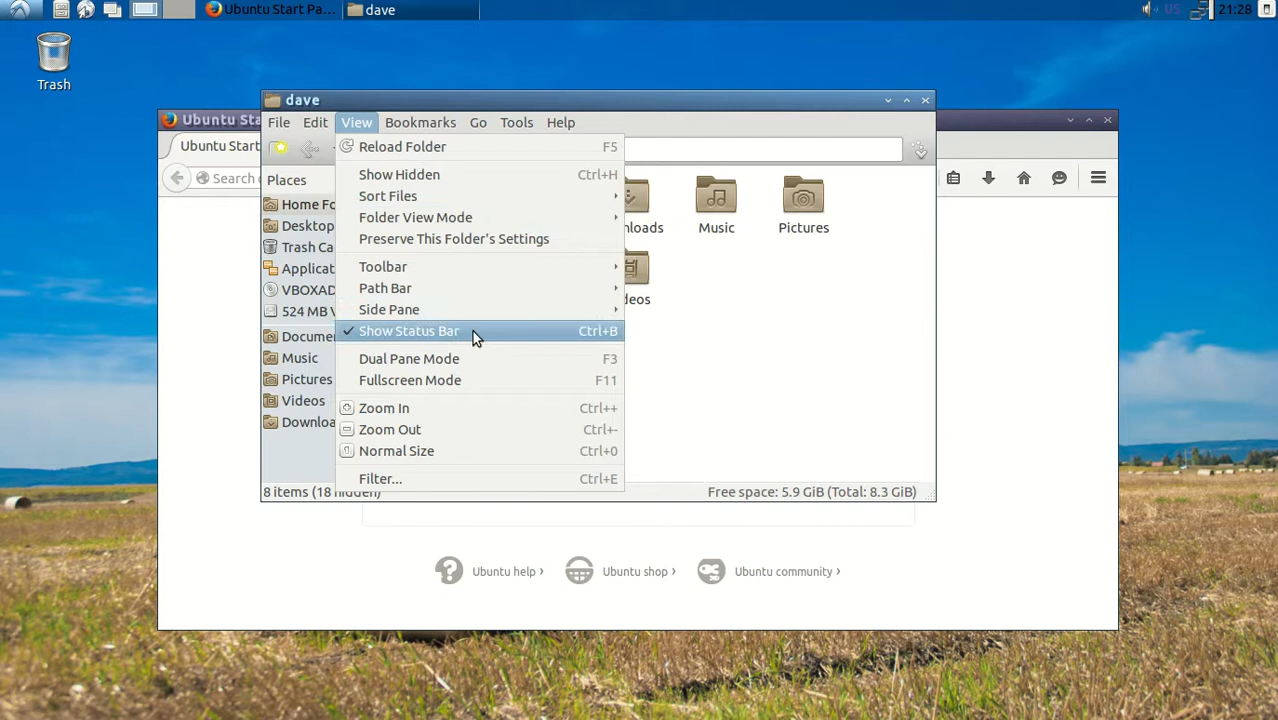 Ubuntu Start Pa...
dave
US
21:28
Trash
dave
Ubuntu Sta
File Edit View Bookmarks Go Tools Help
Ubuntu Start
Reload Folder F5
Search
Places
Show Hidden Ctrl+H
Home Fo
Sort Files
Desktop
Folder View Mode
nloads
Music
Pictures
Trash Ca
Preserve This Folder's Settings
Applicat
Toolbar
VBOXAD
Path Bar
eos
524 MB V
Side Pane
Docume
Show Status Bar Ctrl+B
Music
Dual Pane Mode F3
Pictures
Fullscreen Mode F11
Videos
Zoom In Ctrl++
Downloa
Zoom Out Ctrl+-
Normal Size Ctrl+0
Filter... Ctrl+E
8 items (18 hidden)
Free space: 5.9 GiB (Total: 8.3 GiB)
Ubuntu help ›
Ubuntu shop ›
Ubuntu community ›